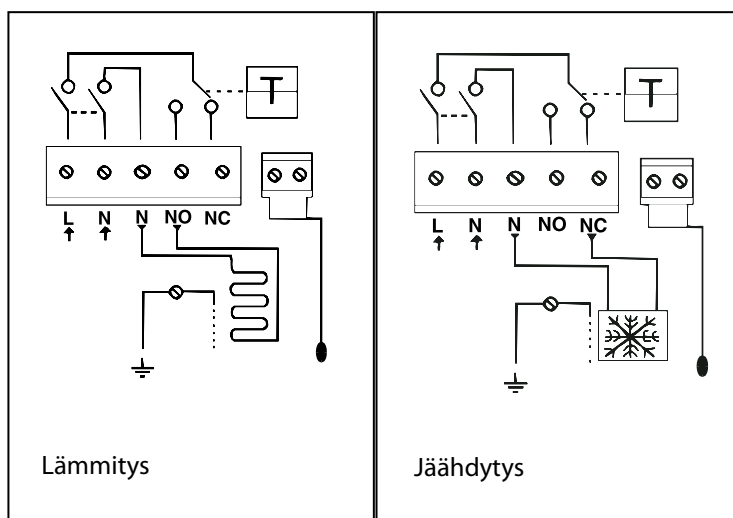 T
L N N NO NC
Lämmitys
T
L N N NO NC
Jäähdytys